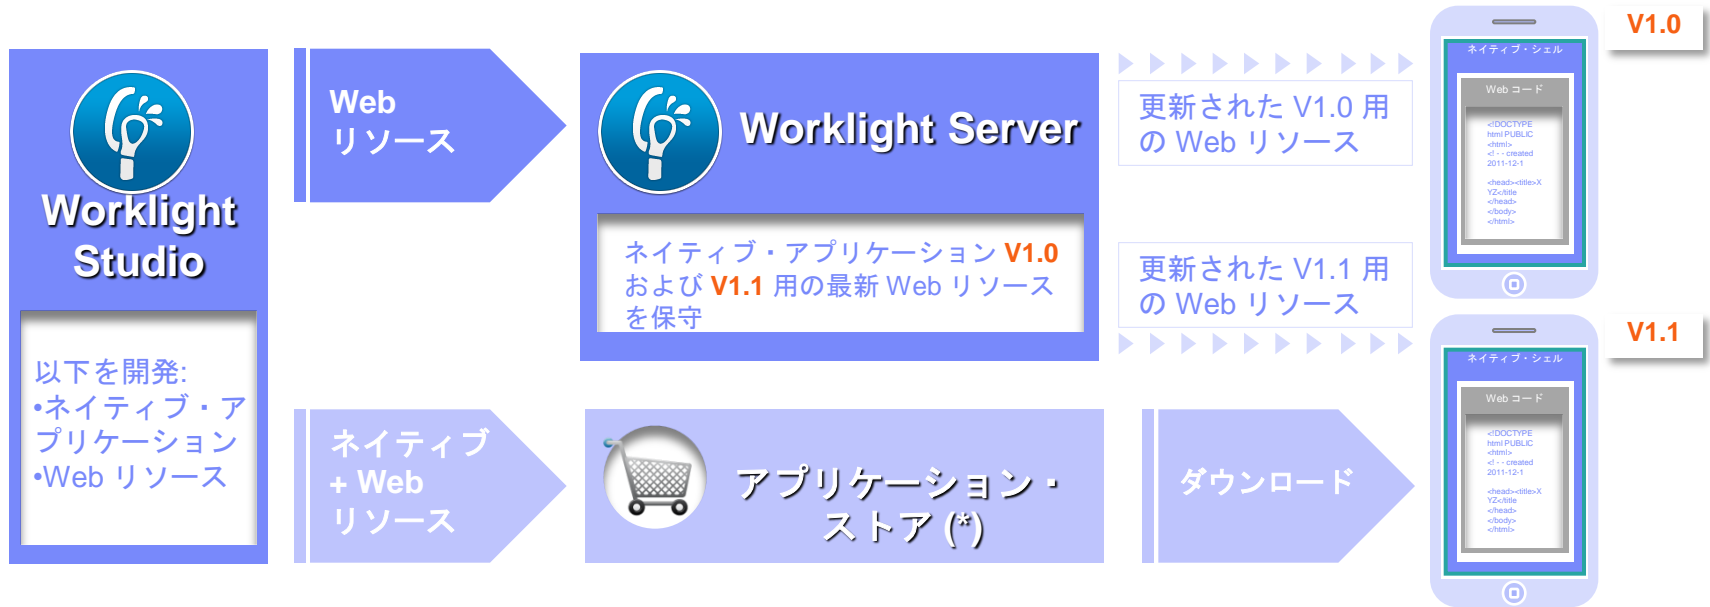 Worklight
Studio
以下を開発:
•ネイティブ・ア
プリケーション
•Web リソース
Web
リソース
Worklight Server
ネイティブ・アプリケーション V1.0
および V1.1 用の最新 Web リソース
を保守
更新された V1.0 用
の Web リソース
更新された V1.1 用
の Web リソース
ネイティブ
+ Web
リソース
アプリケーション・
ストア (*)
ダウンロード
V1.0
ネイティブ・シェル
Web コード
<!DOCTYPE
html PUBLIC
<html>
<! - - created
2011-12-1
<head><title>X
YZ</title
</head>
</body>
</html>
V1.1
ネイティブ・シェル
Web コード
<!DOCTYPE
html PUBLIC
<html>
<! - - created
2011-12-1
<head><title>X
YZ</title
</head>
</body>
</html>